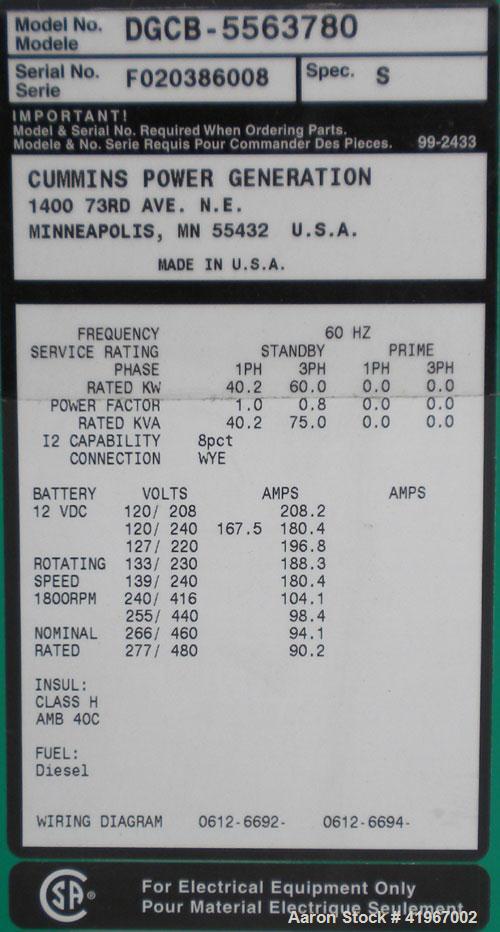 Model No. DGCB-5563780
Modele
Serial No. F020386008 Spec. S
Serie
IMPORTANT!
Model & Serial No. Required When Ordering Parts.
Modele & No. Serie Requis Pour Commander Des Pieces. 99-2433
CUMMINS POWER GENERATION
1400 73RD AVE. N.E.
MINNEAPOLIS, MN 55432 U.S.A.
MADE IN U.S.A.
FREQUENCY 60 HZ
SERVICE RATING STANDBY PRIME
PHASE 1PH 3PH 1PH 3PH
RATED KW 40.2 60.0 0.0 0.0
POWER FACTOR 1.0 0.8 0.0 0.0
RATED KVA 40.2 75.0 0.0 0.0
I2 CAPABILITY 8pct
CONNECTION WYE
BATTERY VOLTS AMPS AMPS
12 VDC 120/ 208 208.2
120/ 240 167.5 180.4
127/ 220 196.8
ROTATING 133/ 230 188.3
SPEED 139/ 240 180.4
1800RPM 240/ 416 104.1
255/ 440 98.4
NOMINAL 266/ 460 94.1
RATED 277/ 480 90.2
INSUL:
CLASS H
AMB 40C
FUEL:
Diesel
WIRING DIAGRAM 0612-6692- 0612-6694-
CSA®
For Electrical Equipment Only
Pour Material Electrique Seulement
Aaron Stock # 41967002